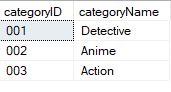 categoryID categoryName
001 Detective
002 Anime
003 Action